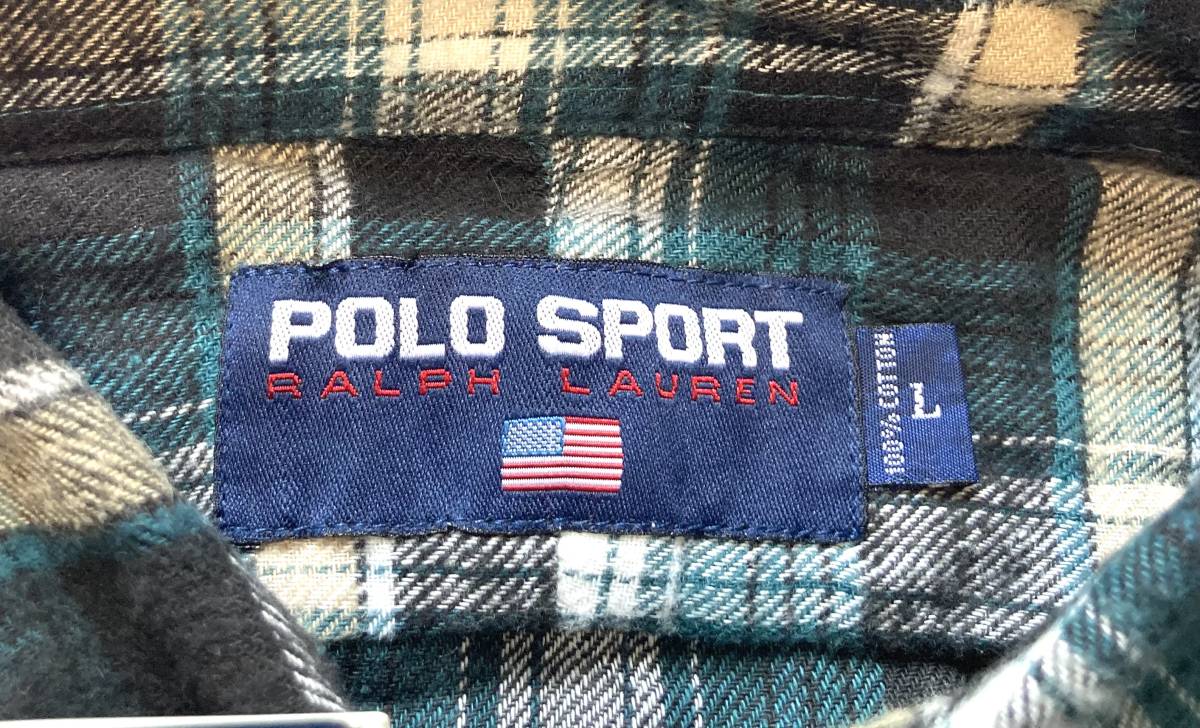 POLO SPORT
RALPH LAUREN
100% COTTON
L